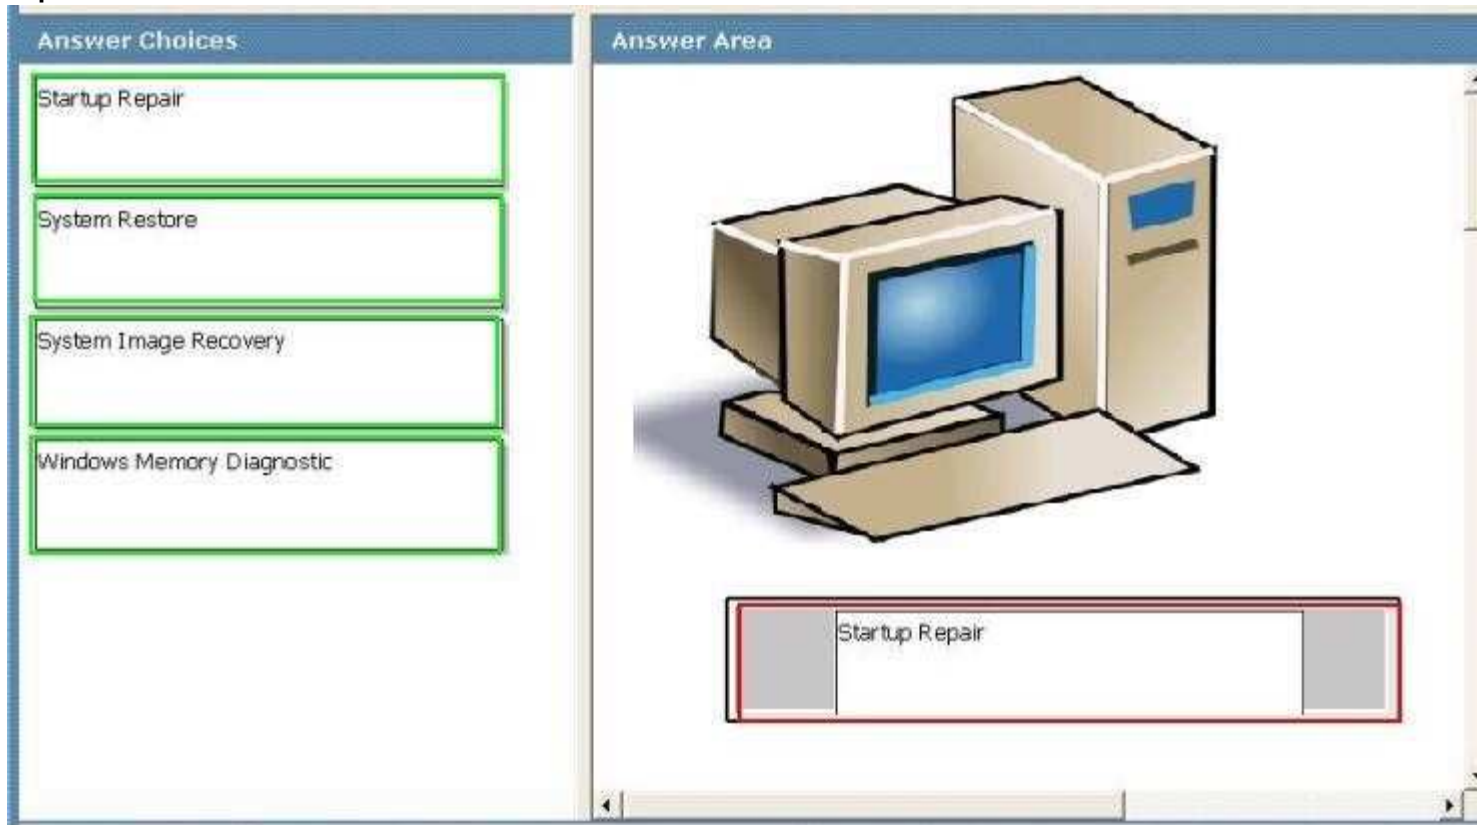 Answer Choices
Answer Area
Startup Repair
System Restore
System Image Recovery
Windows Memory Diagnostic
Startup Repair